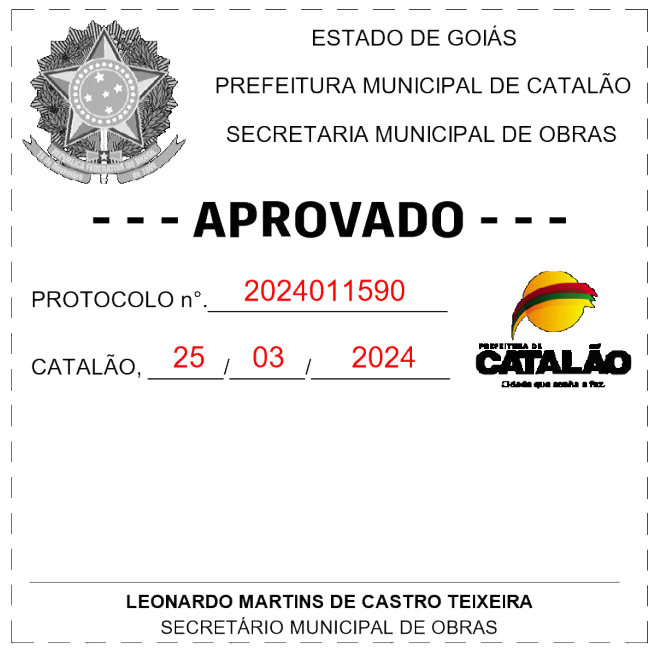 ESTADO DE GOIÁS
PREFEITURA MUNICIPAL DE CATALÃO
SECRETARIA MUNICIPAL DE OBRAS
- - - APROVADO - - -
PROTOCOLO n°. 2024011590
CATALÃO, 25 / 03 / 2024
PREFEITURA DE
CATALÃO
Cidade que sonha e faz.
LEONARDO MARTINS DE CASTRO TEIXEIRA
SECRETÁRIO MUNICIPAL DE OBRAS